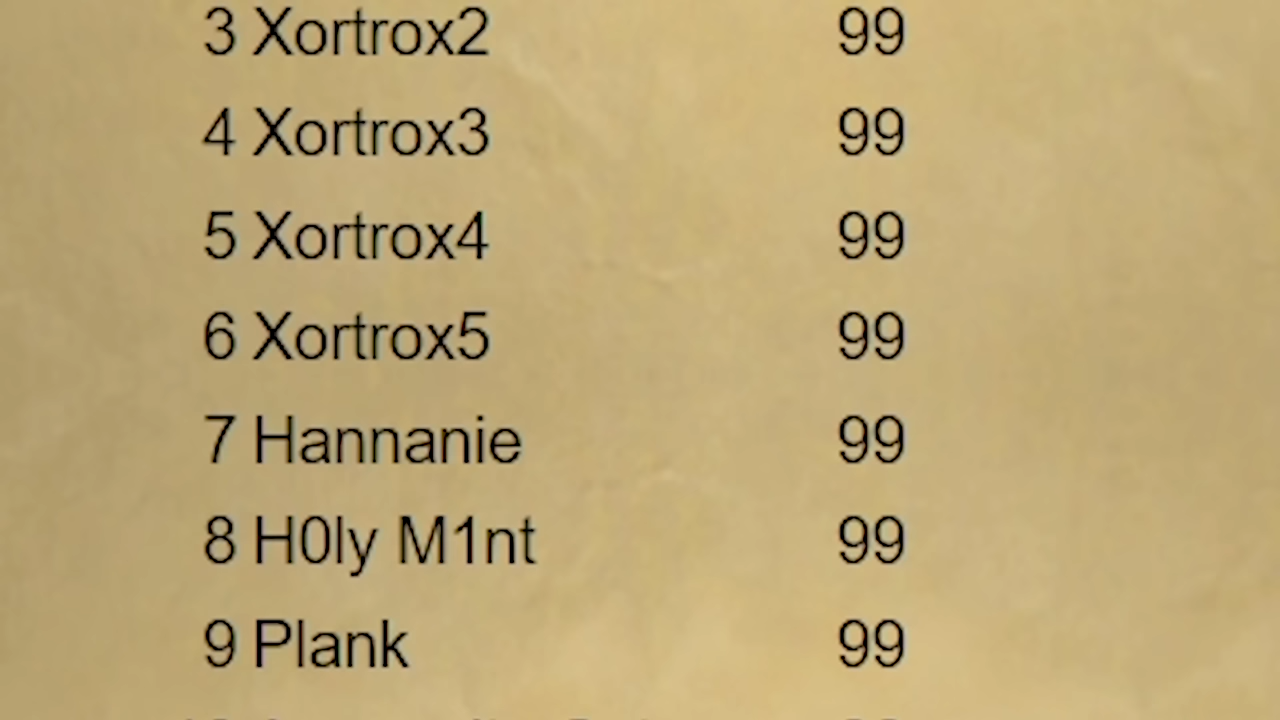 3 Xortrox2 99
4 Xortrox3 99
5 Xortrox4 99
6 Xortrox5 99
7 Hannanie 99
8 H0ly M1nt 99
9 Plank 99